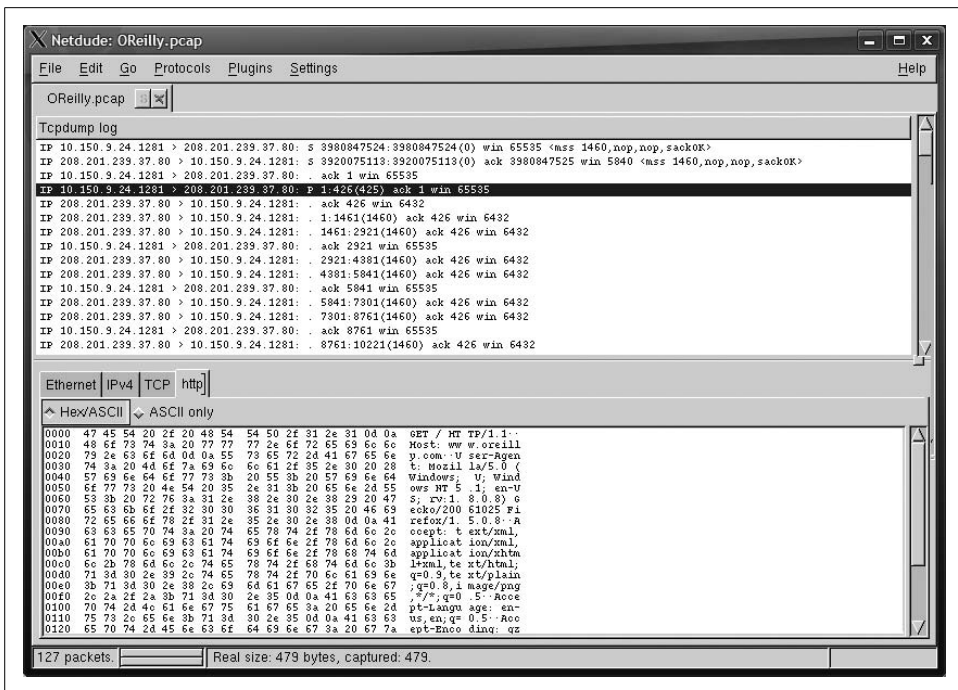 Netdude: OReilly.pcap
File Edit Go Protocols Plugins Settings Help
OReilly.pcap
Tcpdump log
IP 10.150.9.24.1281 > 208.201.239.37.80: S 3980847524:3980847524(0) win 65535 <mss 1460,nop,nop,sackOK>
IP 208.201.239.37.80 > 10.150.9.24.1281: S 3920075113:3920075113(0) ack 3980847525 win 5840 <mss 1460,nop,nop,sackOK>
IP 10.150.9.24.1281 > 208.201.239.37.80: . ack 1 win 65535
IP 10.150.9.24.1281 > 208.201.239.37.80: P 1:426(425) ack 1 win 65535
IP 208.201.239.37.80 > 10.150.9.24.1281: . ack 426 win 6432
IP 208.201.239.37.80 > 10.150.9.24.1281: . 1:1461(1460) ack 426 win 6432
IP 208.201.239.37.80 > 10.150.9.24.1281: . 1461:2921(1460) ack 426 win 6432
IP 10.150.9.24.1281 > 208.201.239.37.80: . ack 2921 win 65535
IP 208.201.239.37.80 > 10.150.9.24.1281: . 2921:4381(1460) ack 426 win 6432
IP 208.201.239.37.80 > 10.150.9.24.1281: . 4381:5841(1460) ack 426 win 6432
IP 10.150.9.24.1281 > 208.201.239.37.80: . ack 5841 win 65535
IP 208.201.239.37.80 > 10.150.9.24.1281: . 5841:7301(1460) ack 426 win 6432
IP 208.201.239.37.80 > 10.150.9.24.1281: . 7301:8761(1460) ack 426 win 6432
IP 10.150.9.24.1281 > 208.201.239.37.80: . ack 8761 win 65535
IP 208.201.239.37.80 > 10.150.9.24.1281: . 8761:10221(1460) ack 426 win 6432
Ethernet IPv4 TCP http
Hex/ASCII ASCII only
0000 47 45 54 20 2f 20 48 54 54 50 2f 31 2e 31 0d 0a GET / HT TP/1.1··
0010 48 6f 73 74 3a 20 77 77 77 2e 6f 72 65 69 6c 6c Host: ww w.oreill
0020 79 2e 63 6f 6d 0d 0a 55 73 65 72 2d 41 67 65 6e y.com··U ser-Agen
0030 74 3a 20 4d 6f 7a 69 6c 6c 61 2f 35 2e 30 20 28 t: Mozil la/5.0 (
0040 57 69 6e 64 6f 77 73 3b 20 55 3b 20 57 69 6e 64 Windows; U; Wind
0050 6f 77 73 20 4e 54 20 35 2e 31 3b 20 65 6e 2d 55 ows NT 5 .1; en-U
0060 53 3b 20 72 76 3a 31 2e 38 2e 30 2e 38 29 20 47 S; rv:1. 8.0.8) G
0070 65 63 6b 6f 2f 32 30 30 36 31 30 32 35 20 46 69 ecko/200 61025 Fi
0080 72 65 66 6f 78 2f 31 2e 35 2e 30 2e 38 0d 0a 41 refox/1. 5.0.8··A
0090 63 63 65 70 74 3a 20 74 65 78 74 2f 78 6d 6c 2c ccept: t ext/xml,
00a0 61 70 70 6c 69 63 61 74 69 6f 6e 2f 78 6d 6c 2c applicat ion/xml,
00b0 61 70 70 6c 69 63 61 74 69 6f 6e 2f 78 68 74 6d applicat ion/xhtm
00c0 6c 2b 78 6d 6c 2c 74 65 78 74 2f 68 74 6d 6c 3b l+xml,te xt/html;
00d0 71 3d 30 2e 39 2c 74 65 78 74 2f 70 6c 61 69 6e q=0.9,te xt/plain
00e0 3b 71 3d 30 2e 38 2c 69 6d 61 67 65 2f 70 6e 67 ;q=0.8,i mage/png
00f0 2c 2a 2f 2a 3b 71 3d 30 2e 35 0d 0a 41 63 63 65 ,*/*;q=0 .5··Acce
0100 70 74 2d 4c 61 6e 67 75 61 67 65 3a 20 65 6e 2d pt-Langu age: en-
0110 75 73 2c 65 6e 3b 71 3d 30 2e 35 0d 0a 41 63 63 us,en;q= 0.5··Acc
0120 65 70 74 2d 45 6e 63 6f 64 69 6e 67 3a 20 67 7a ept-Enco ding: gz
127 packets. Real size: 479 bytes, captured: 479.